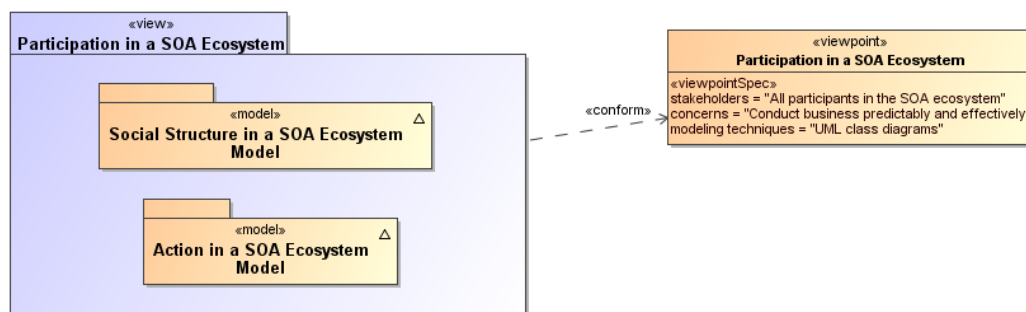 «view»
Participation in a SOA Ecosystem
«model»
Social Structure in a SOA Ecosystem
Model
«model»
Action in a SOA Ecosystem
Model
«conform»
«viewpoint»
Participation in a SOA Ecosystem
«viewpointSpec»
stakeholders = "All participants in the SOA ecosystem"
concerns = "Conduct business predictably and effectively
modeling techniques = "UML class diagrams"